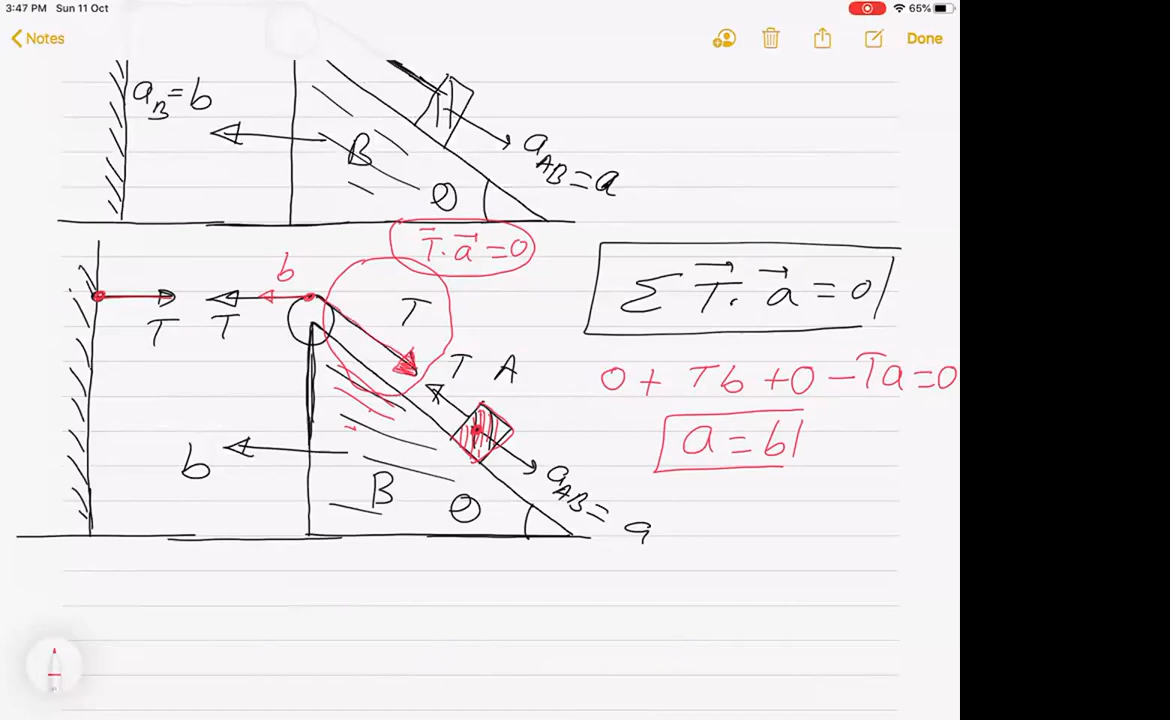 3:47 PM Sun 11 Oct
65%
Notes
Done
a_B = b
B
θ
a_AB = a
T⃗. a⃗ = 0
b
T
T
T
T A
Σ T⃗. a⃗ = 0
0 + Tb + 0 - Ta = 0
a = b
b
B
θ
a_AB = a